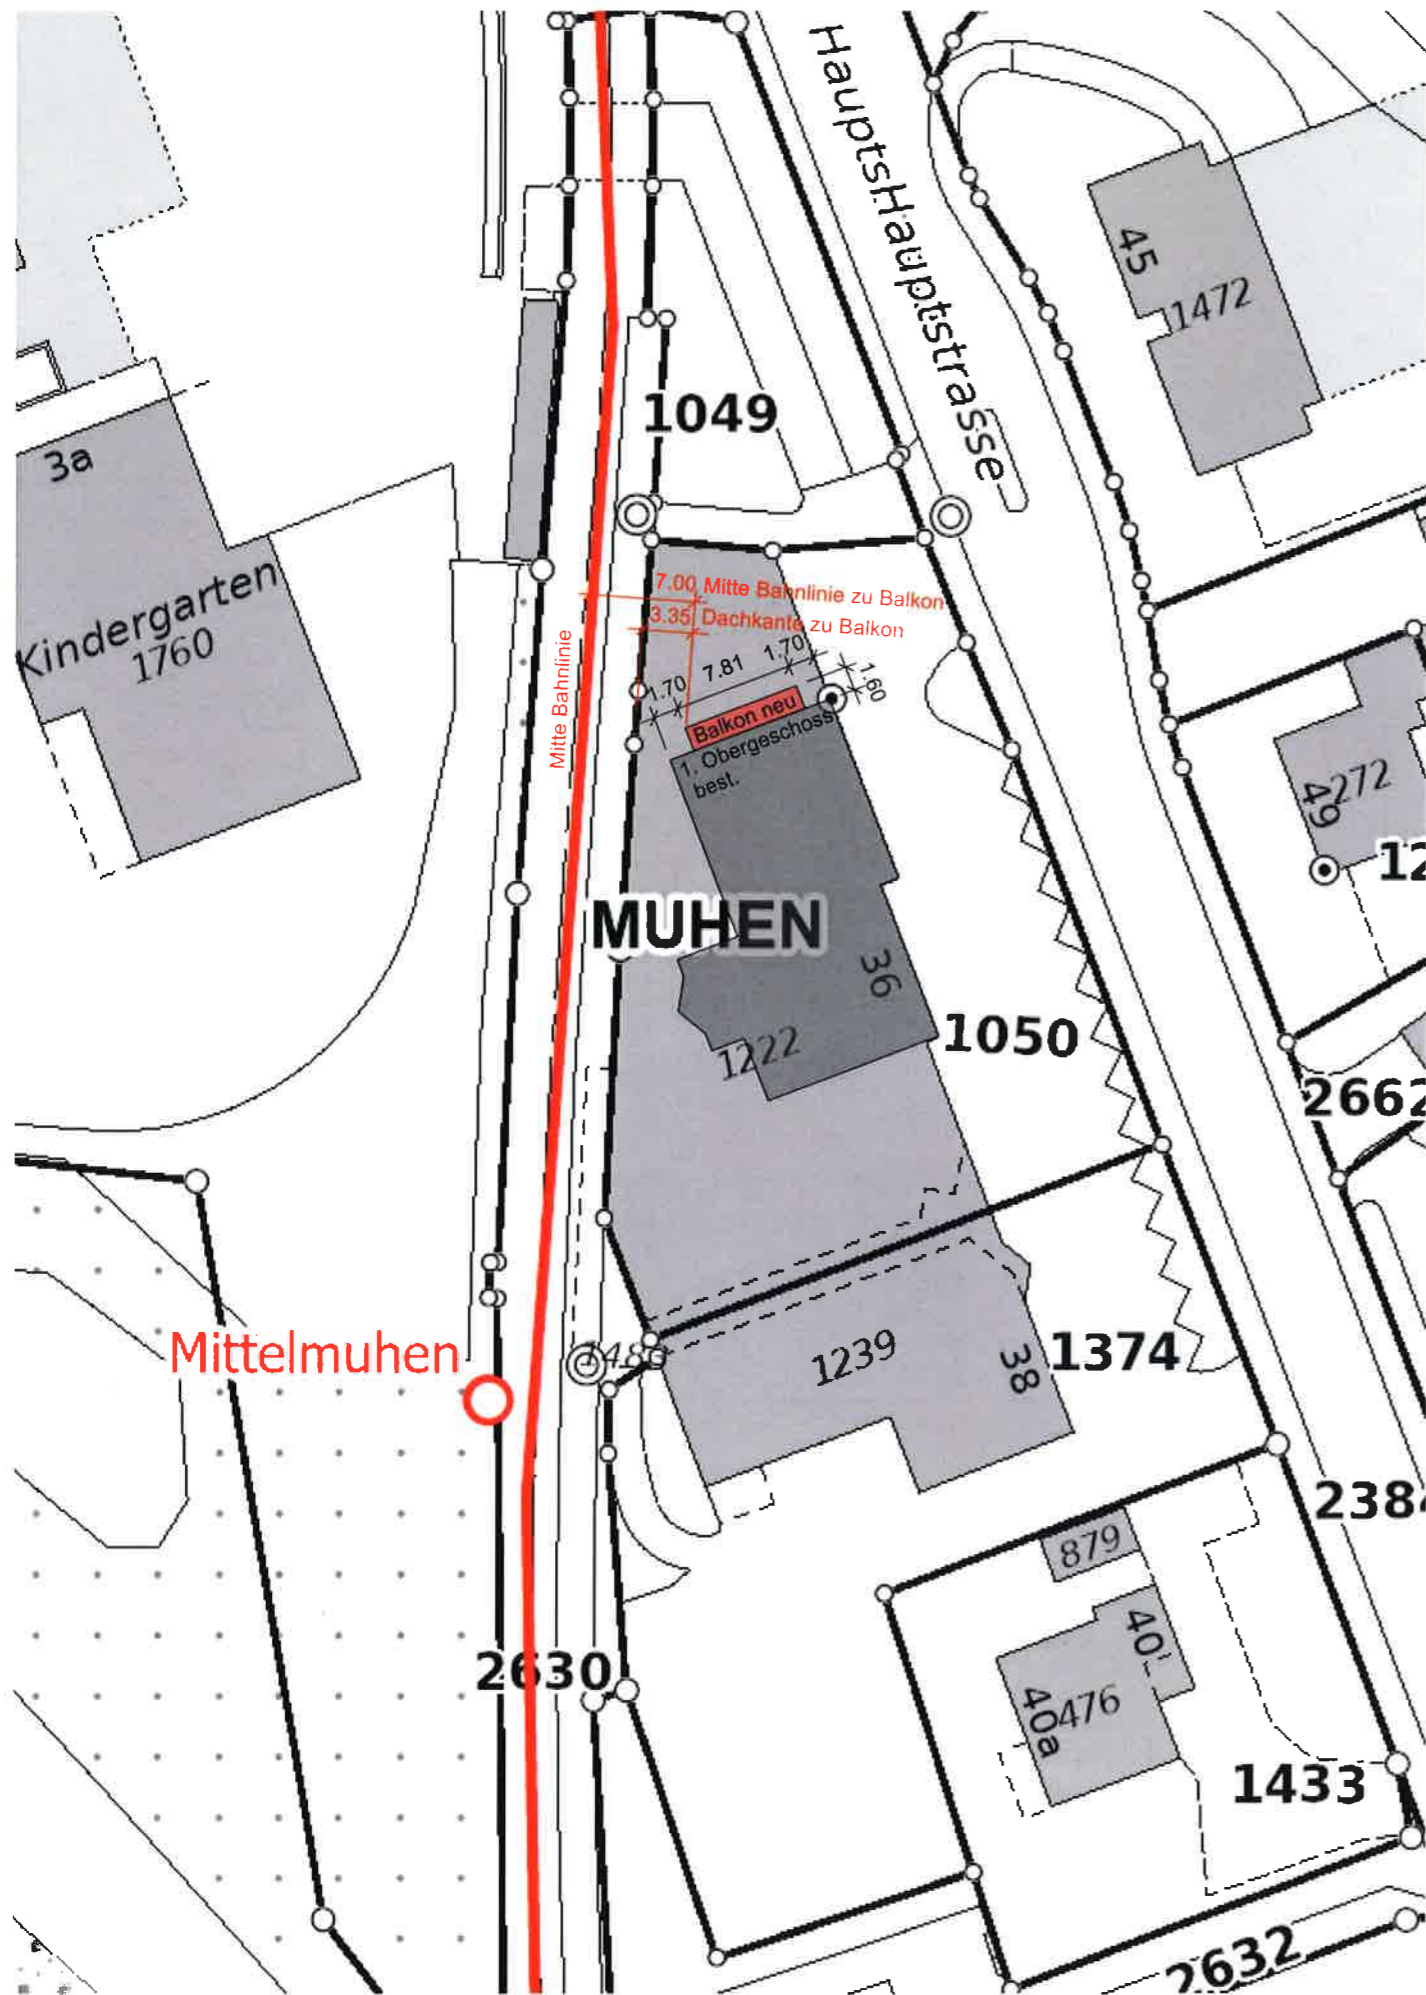 HauptsHauptstrasse
45
1472
1049
3a
Kindergarten
1760
7.00 Mitte Bahnlinie zu Balkon
3.35 Dachkante zu Balkon
Mitte Bahnlinie
1.70
7.81
1.70
1.60
Balkon neu
1. Obergeschoss
best.
49
272
12
MUHEN
36
1222
1050
2662
Mittelmuhen
1239
38
1374
2384
879
40
2630
40a
476
1433
2632